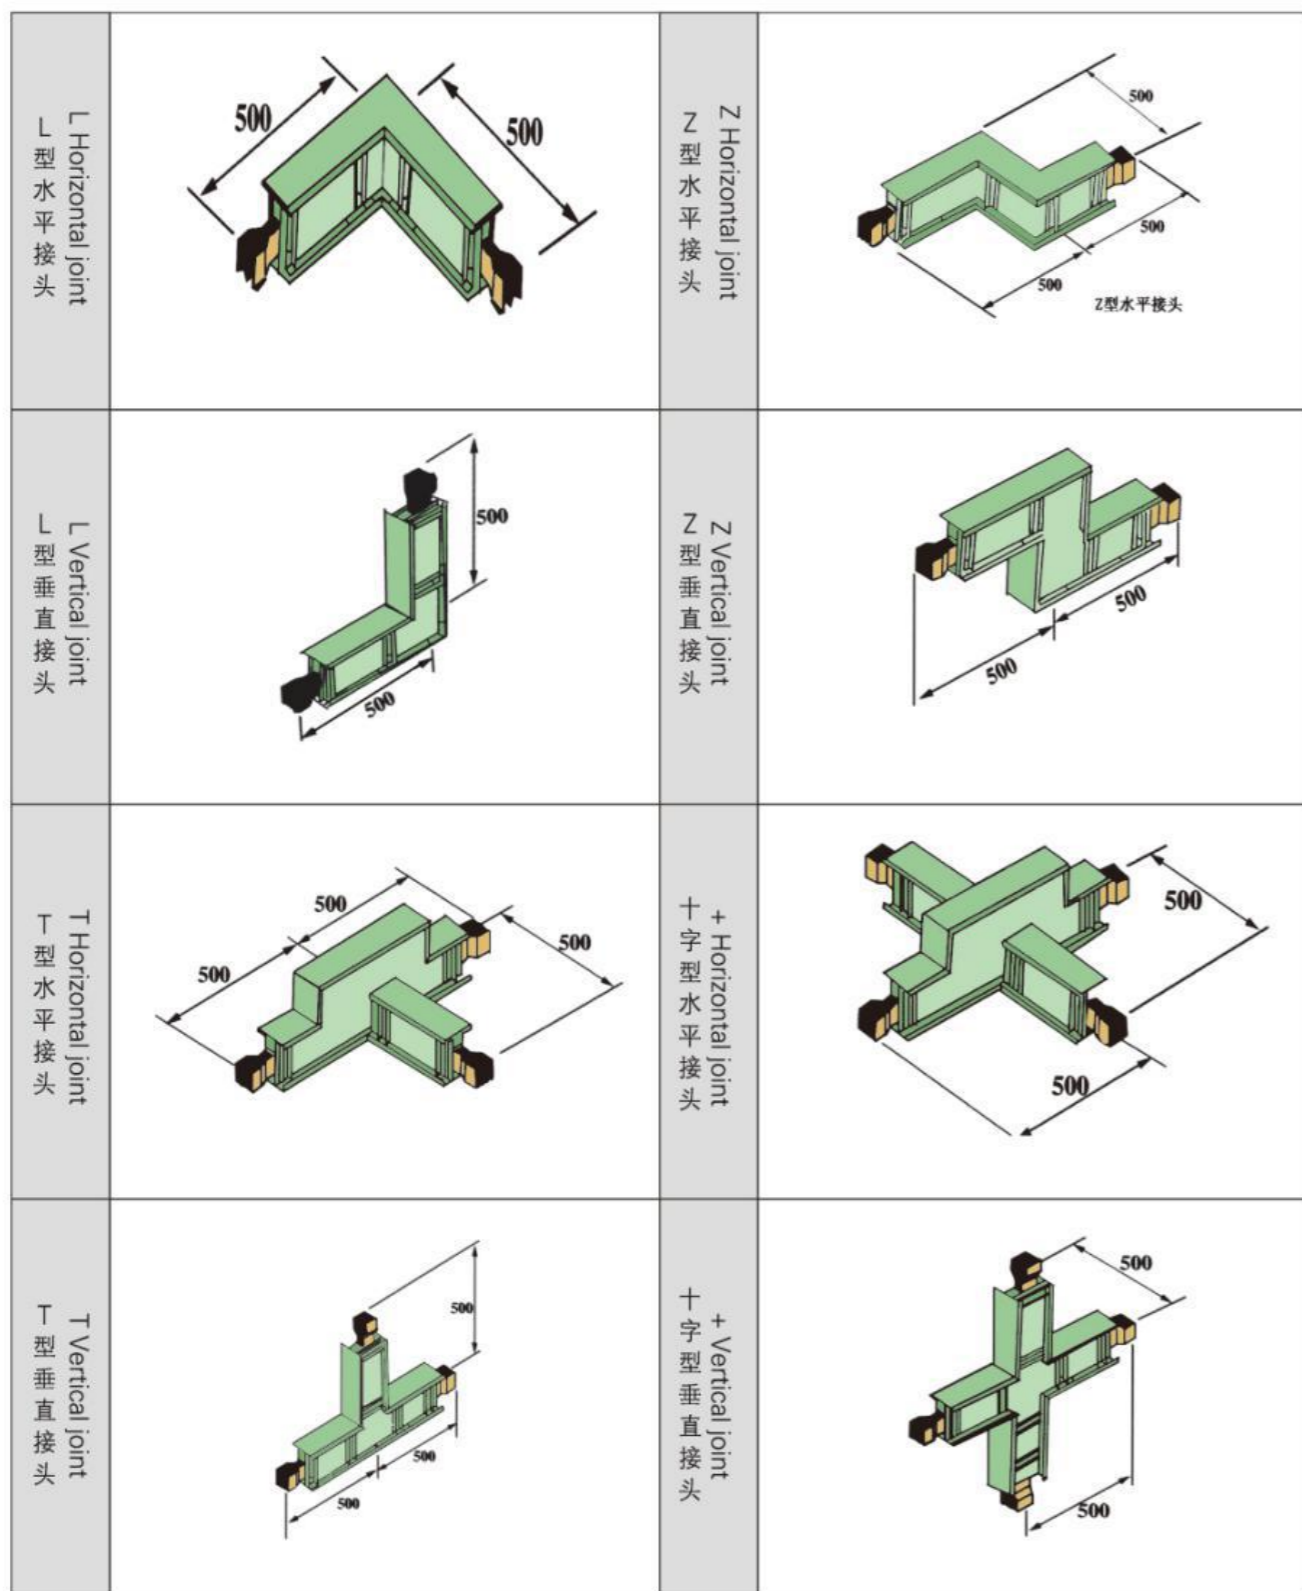 L Horizontal joint
L型水平接头
500
500
Z Horizontal joint
Z型水平接头
500
500
500
Z型水平接头
L Vertical joint
L型垂直接头
500
500
Z Vertical joint
Z型垂直接头
500
500
T Horizontal joint
T型水平接头
500
500
500
+ Horizontal joint
十字型水平接头
500
500
T Vertical joint
T型垂直接头
500
500
500
+ Vertical joint
十字型垂直接头
500
500